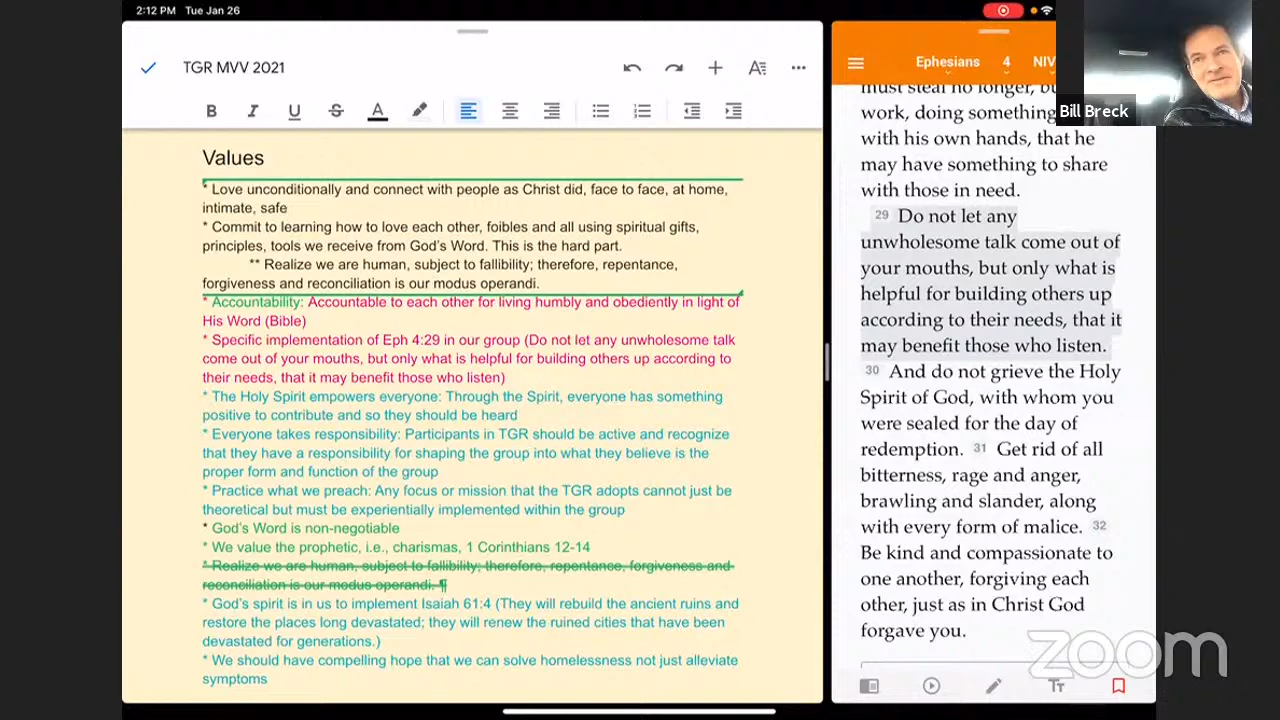 2:12 PM Tue Jan 26
TGR MVV 2021
B I U S A
Values
* Love unconditionally and connect with people as Christ did, face to face, at home,
intimate, safe
* Commit to learning how to love each other, foibles and all using spiritual gifts,
principles, tools we receive from God's Word. This is the hard part.
** Realize we are human, subject to fallibility; therefore, repentance,
forgiveness and reconciliation is our modus operandi.
* Accountability: Accountable to each other for living humbly and obediently in light of
His Word (Bible)
* Specific implementation of Eph 4:29 in our group (Do not let any unwholesome talk
come out of your mouths, but only what is helpful for building others up according to
their needs, that it may benefit those who listen)
* The Holy Spirit empowers everyone: Through the Spirit, everyone has something
positive to contribute and so they should be heard
* Everyone takes responsibility: Participants in TGR should be active and recognize
that they have a responsibility for shaping the group into what they believe is the
proper form and function of the group
* Practice what we preach: Any focus or mission that the TGR adopts cannot just be
theoretical but must be experientially implemented within the group
* God's Word is non-negotiable
* We value the prophetic, i.e., charismas, 1 Corinthians 12-14
* Realize we are human, subject to fallibility; therefore, repentance, forgiveness and
reconciliation is our modus operandi. ¶
* God's spirit is in us to implement Isaiah 61:4 (They will rebuild the ancient ruins and
restore the places long devastated; they will renew the ruined cities that have been
devastated for generations.)
* We should have compelling hope that we can solve homelessness not just alleviate
symptoms
Ephesians 4 NIV
must steal no longer, bu
work, doing something
with his own hands, that he
may have something to share
with those in need.
29 Do not let any
unwholesome talk come out of
your mouths, but only what is
helpful for building others up
according to their needs, that it
may benefit those who listen.
30 And do not grieve the Holy
Spirit of God, with whom you
were sealed for the day of
redemption. 31 Get rid of all
bitterness, rage and anger,
brawling and slander, along
with every form of malice. 32
Be kind and compassionate to
one another, forgiving each
other, just as in Christ God
forgave you.
Tт
Bill Breck
zoom